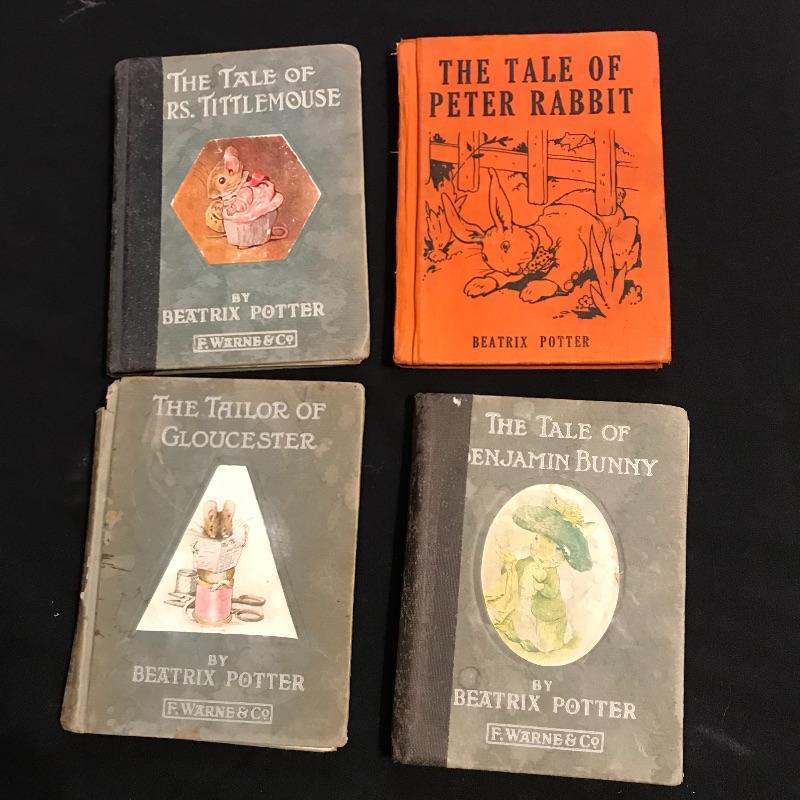 THE TALE OF
RS. TITTLEMOUSE
BY
BEATRIX POTTER
F. WARNE & Co
THE TALE OF
PETER RABBIT
BEATRIX POTTER
THE TAILOR OF
GLOUCESTER
BY
BEATRIX POTTER
F. WARNE & Co
THE TALE OF
BENJAMIN BUNNY
BY
BEATRIX POTTER
F. WARNE & Co